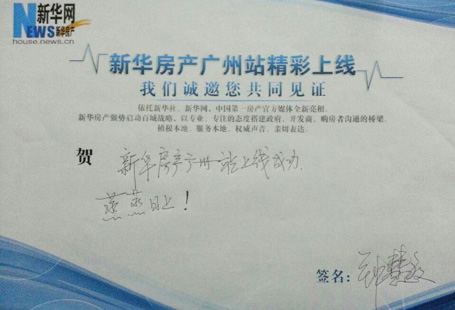 新华网
NEWS 新华房产
house.news.cn
新华房产广州站精彩上线
我们诚邀您共同见证
依托新华社、新华网，中国第一房产官方媒体全新亮相。
新华房产强势启动百城战略，以专业、专注的态度搭建政府、开发商、购房者沟通的桥梁。
植根本地、服务本地、权威声音、亲切表达。
贺 新华房产广州站上线成功
蒸蒸日上！
签名：